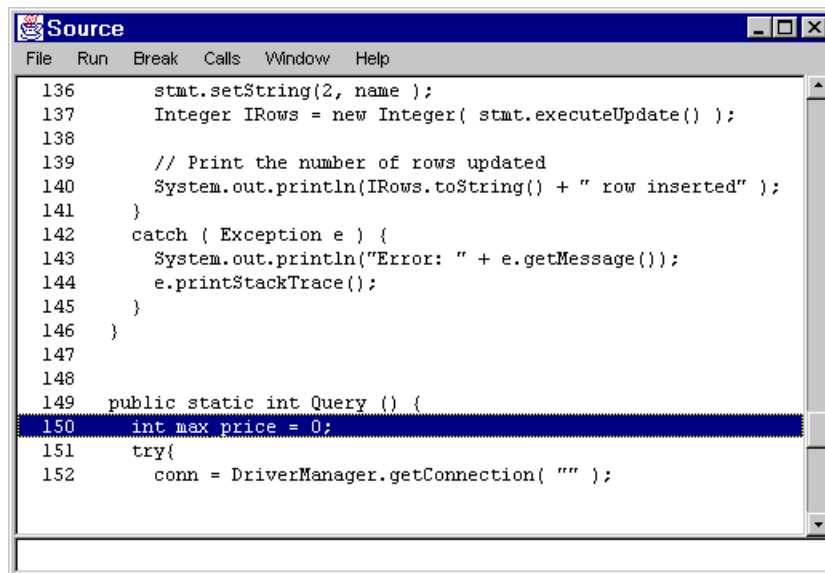 Source
File Run Break Calls Window Help
136 stmt.setString(2, name );
137 Integer IRows = new Integer( stmt.executeUpdate() );
138
139 // Print the number of rows updated
140 System.out.println(IRows.toString() + " row inserted" );
141 }
142 catch ( Exception e ) {
143 System.out.println("Error: " + e.getMessage());
144 e.printStackTrace();
145 }
146 }
147
148
149 public static int Query () {
150 int max_price = 0;
151 try{
152 conn = DriverManager.getConnection( "" );